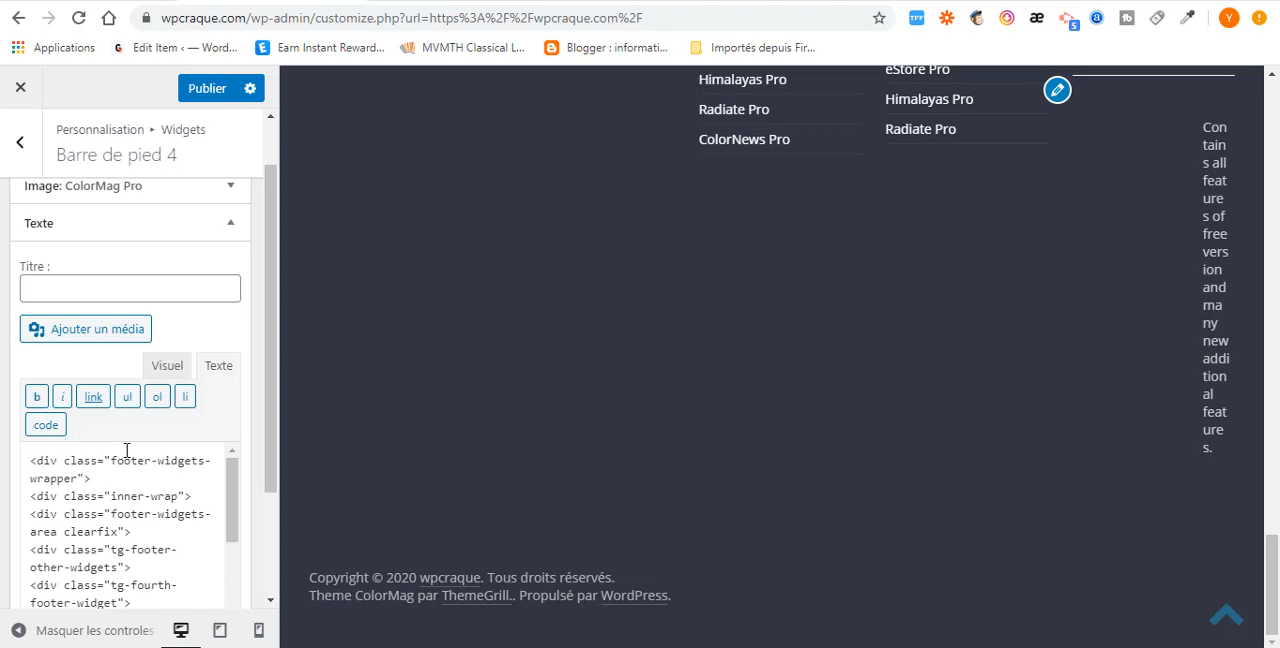 wpcraque.com/wp-admin/customize.php?url=https%3A%2F%2Fwpcraque.com%2F
TFF
æ
5
a
Y
Applications
G
Edit Item ‹ — Word...
Earn Instant Reward...
MVMTH Classical L...
Blogger : informati...
Importés depuis Fir...
Publier
Personnalisation ▸ Widgets
Barre de pied 4
Image: ColorMag Pro
Texte
Titre :
Ajouter un média
Visuel
Texte
b
i
link
ul
ol
li
code
<div class="footer-widgets-
wrapper">
<div class="inner-wrap">
<div class="footer-widgets-
area clearfix">
<div class="tg-footer-
other-widgets">
<div class="tg-fourth-
footer-widget">
Masquer les controles
Himalayas Pro
Radiate Pro
ColorNews Pro
eStore Pro
Himalayas Pro
Radiate Pro
Con
tain
s all
feat
ure
s of
free
vers
ion
and
ma
ny
new
addi
tion
al
feat
ure
s.
Copyright © 2020 wpcraque. Tous droits réservés.
Theme ColorMag par ThemeGrill.. Propulsé par WordPress.